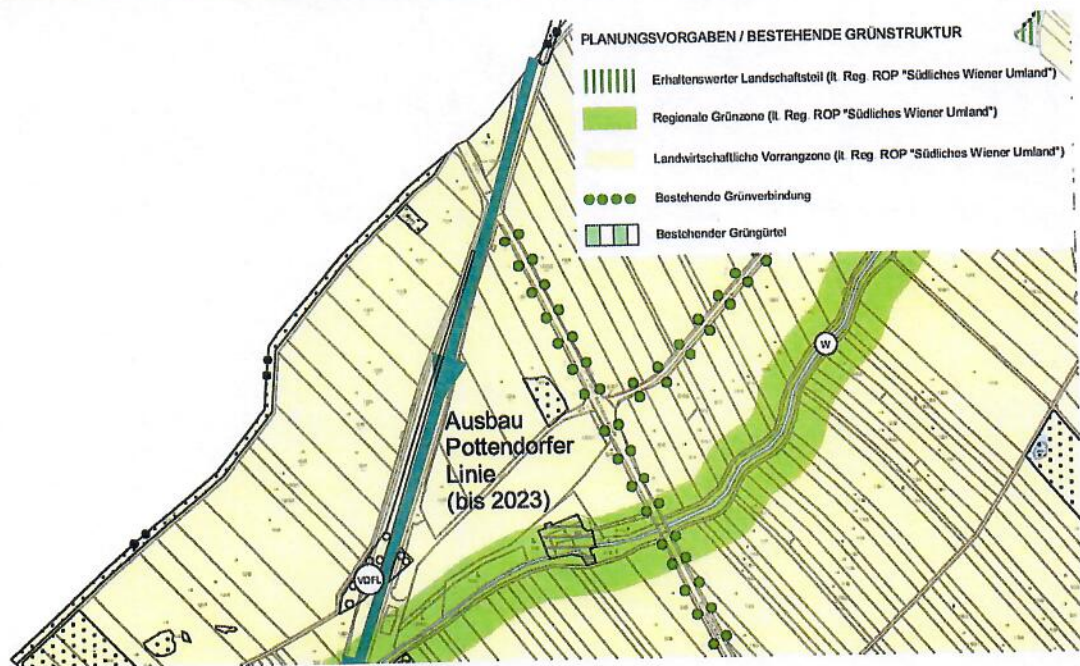 PLANUNGSVORGABEN / BESTEHENDE GRÜNSTRUKTUR
Erhaltenswerter Landschaftsteil (lt. Reg. ROP "Südliches Wiener Umland")
Regionale Grünzone (lt. Reg. ROP "Südliches Wiener Umland")
Landwirtschaftliche Vorrangzone (lt. Reg. ROP "Südliches Wiener Umland")
Bestehende Grünverbindung
Bestehender Grüngürtel
W
Ausbau
Pottendorfer
Linie
(bis 2023)
VDFL